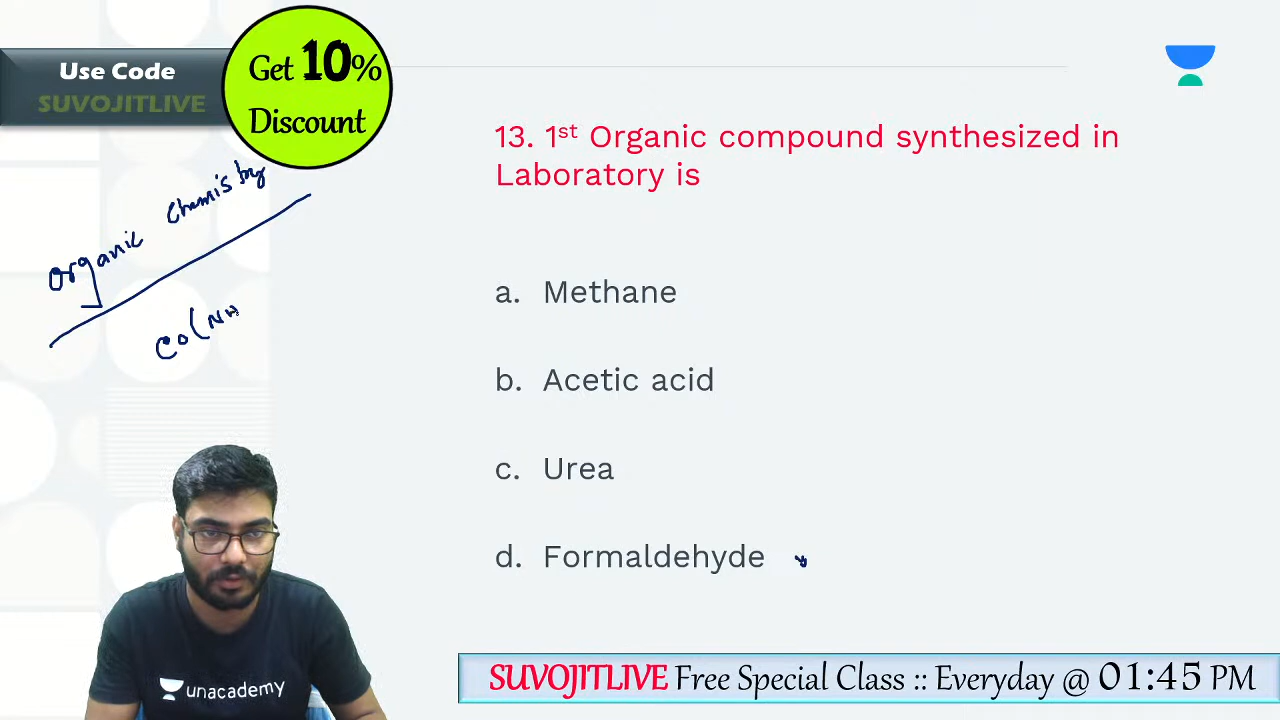 Use Code
SUVOJITLIVE
Get 10%
Discount
13. 1st Organic compound synthesized in
Laboratory is
organic chemistry
CO(NH
a. Methane
b. Acetic acid
c. Urea
d. Formaldehyde
unacademy
SUVOJITLIVE Free Special Class :: Everyday @ 01:45 PM